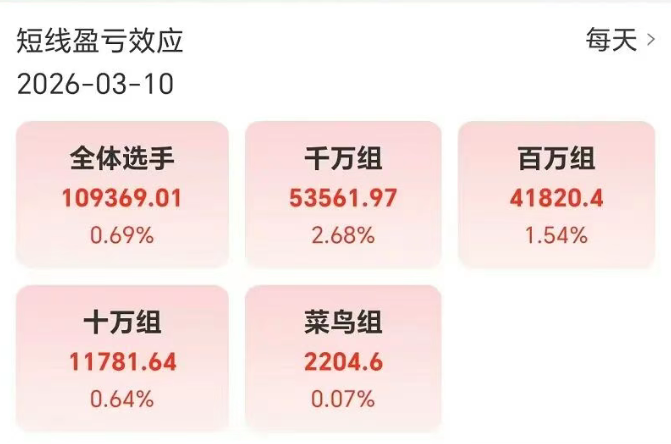 短线盈亏效应 每天 >
2026-03-10
全体选手 千万组 百万组
109369.01 53561.97 41820.4
0.69% 2.68% 1.54%
十万组 菜鸟组
11781.64 2204.6
0.64% 0.07%